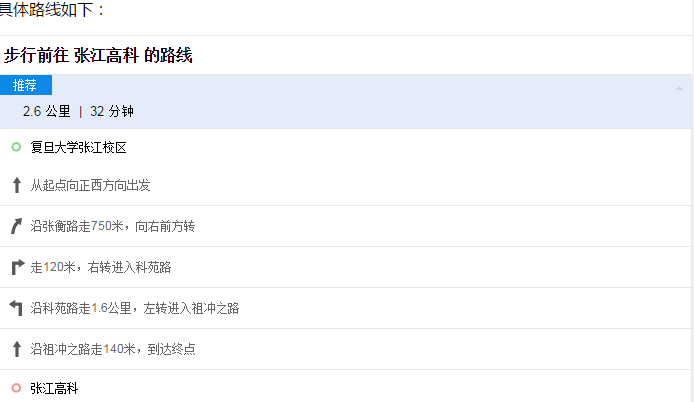 具体路线如下：
步行前往 张江高科 的路线
推荐
2.6 公里 | 32 分钟
复旦大学张江校区
从起点向正西方向出发
沿张衡路走750米，向右前方转
走120米，右转进入科苑路
沿科苑路走1.6公里，左转进入祖冲之路
沿祖冲之路走140米，到达终点
张江高科